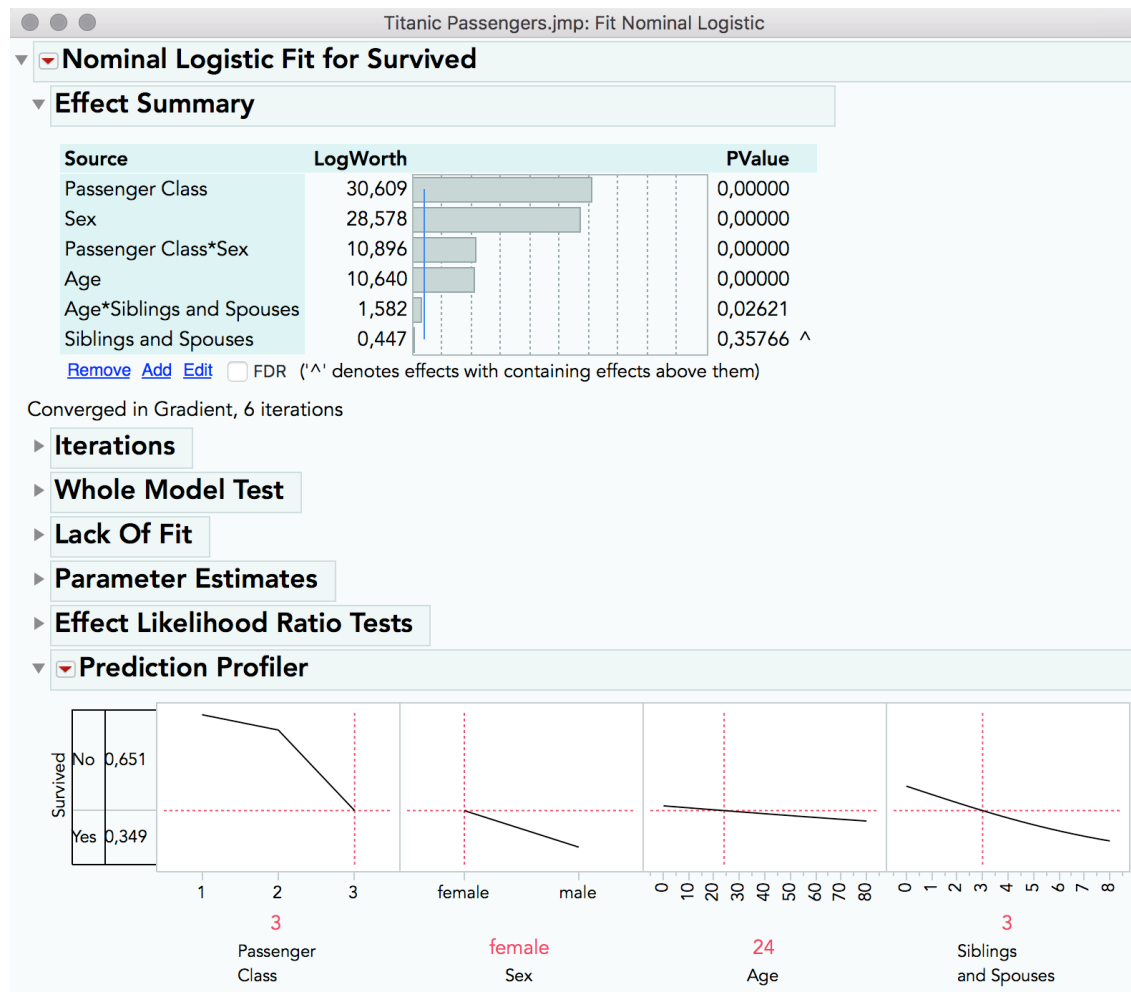 Titanic Passengers.jmp: Fit Nominal Logistic
Nominal Logistic Fit for Survived
Effect Summary
Source LogWorth PValue
Passenger Class 30,609 0,00000
Sex 28,578 0,00000
Passenger Class*Sex 10,896 0,00000
Age 10,640 0,00000
Age*Siblings and Spouses 1,582 0,02621
Siblings and Spouses 0,447 0,35766 ^
Remove Add Edit FDR ('^' denotes effects with containing effects above them)
Converged in Gradient, 6 iterations
Iterations
Whole Model Test
Lack Of Fit
Parameter Estimates
Effect Likelihood Ratio Tests
Prediction Profiler
Survived
No 0,651
Yes 0,349
1 2 3 female male 0 10 20 30 40 50 60 70 80 0 1 2 3 4 5 6 7 8
3 female 24 3
Passenger Sex Age Siblings
Class and Spouses